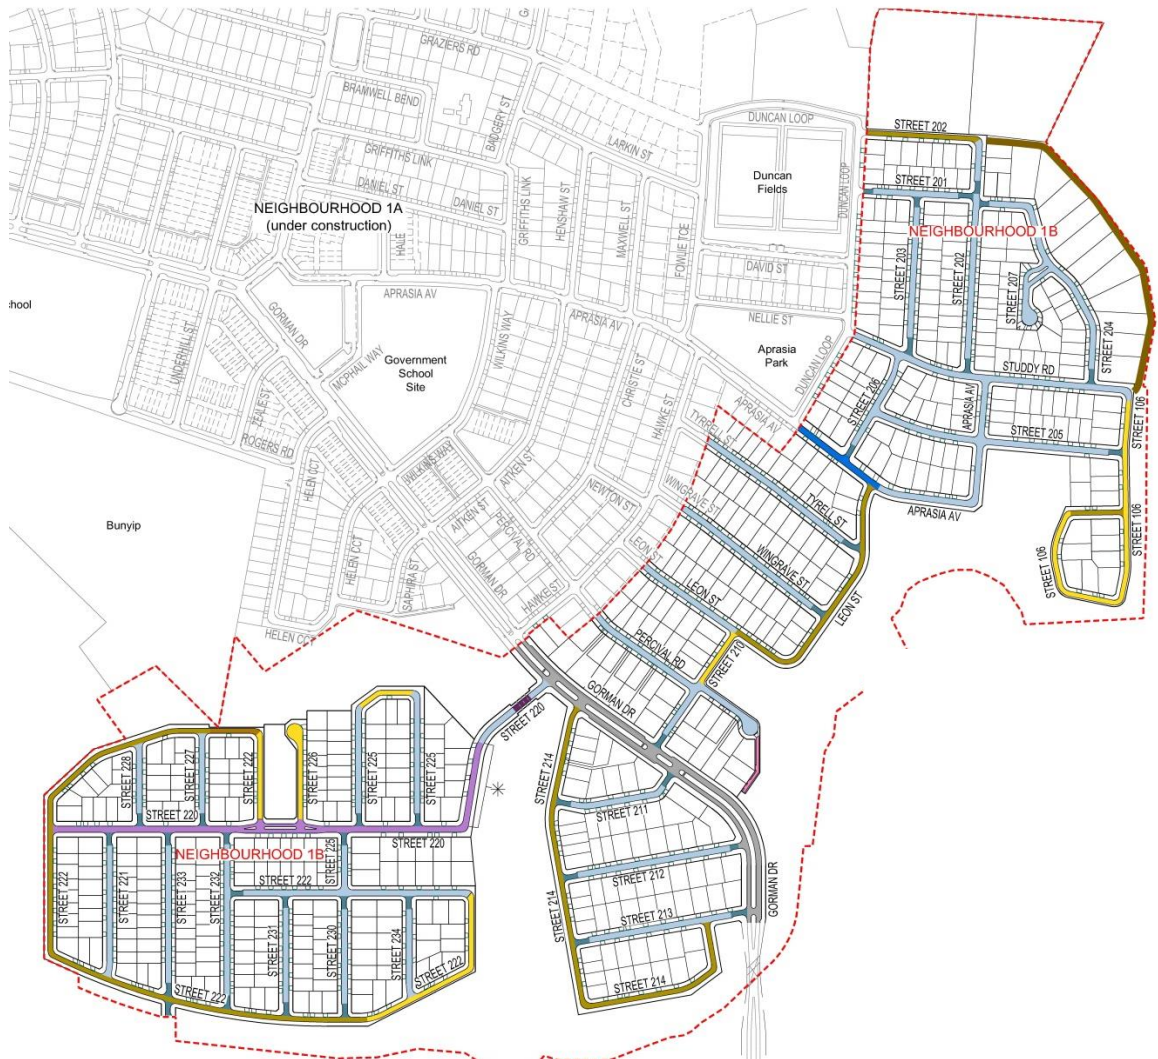 GRAZIERS RD
BRAMWELL BEND
BADGERY ST
LARKIN ST
DUNCAN LOOP
STREET 202
GRIFFITHS LINK
DANIEL ST
DANIEL ST
Duncan
Fields
DUNCAN LOOP
STREET 201
NEIGHBOURHOOD 1A
(under construction)
HALE
GRIFFITHS LINK
HENSHAW ST
MAXWELL ST
FOWLIE TCE
NEIGHBOURHOOD 1B
STREET 203
STREET 202
STREET 207
DAVID ST
APRASIA AV
NELLIE ST
chool
GORMAN DR
UNDERHILL ST
MCPHAIL WAY
Government
School
Site
WILKINS WAY
APRASIA AV
CHRISTIE ST
Aprasia
Park
DUNCAN LOOP
STREET 204
STUDDY RD
STREET 206
APRASIA AV
STREET 106
ZEALE ST
ROGERS RD
HAWKE ST
TYRRELL ST
APRASIA AV
STREET 205
HELEN CCT
WILKINS WAY
AITKEN ST
AITKEN ST
NEWTON ST
WINGRAVE ST
TYRELL ST
APRASIA AV
STREET 106
STREET 106
Bunyip
HELEN CCT
SAPHIRA ST
PERCIVAL RD
GORMAN DR
HAWKE ST
LEON ST
WINGRAVE ST
LEON ST
LEON ST
HELEN CCT
PERCIVAL RD
STREET 210
GORMAN DR
STREET 220
STREET 228
STREET 227
STREET 222
STREET 226
STREET 225
STREET 225
STREET 214
STREET 211
STREET 220
STREET 220
NEIGHBOURHOOD 1B
STREET 225
STREET 222
STREET 222
STREET 221
STREET 233
STREET 232
STREET 212
STREET 213
GORMAN DR
STREET 214
STREET 231
STREET 230
STREET 234
STREET 222
STREET 222
STREET 214